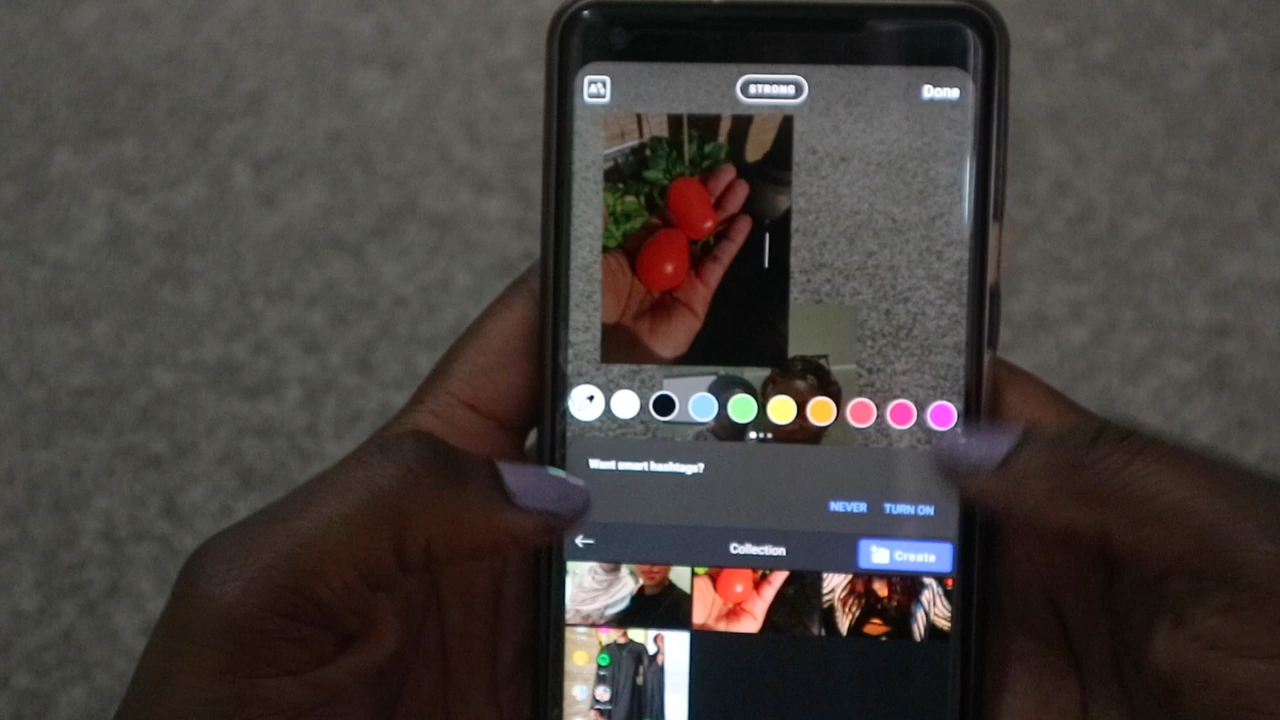 STRONG
Done
Want smart hashtags?
NEVER TURN ON
Collection
Create